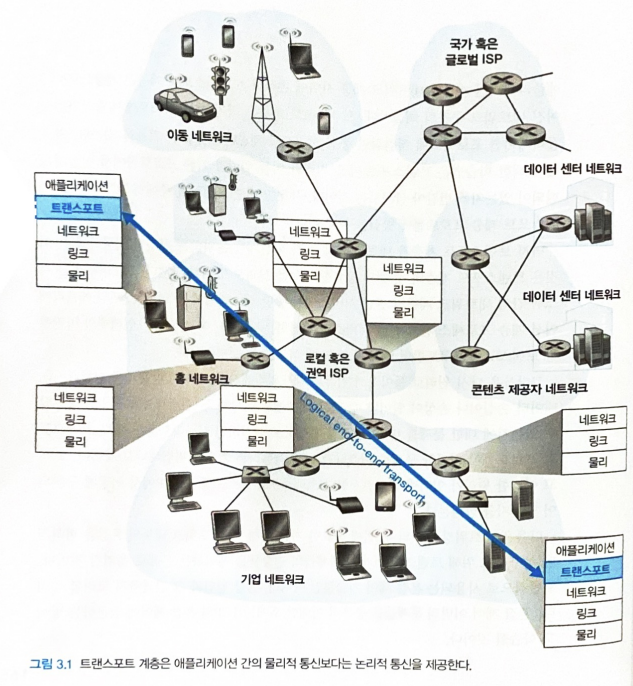 국가 혹은
글로벌 ISP
이동 네트워크
데이터 센터 네트워크
애플리케이션
트랜스포트
네트워크
링크
물리
네트워크
링크
물리
네트워크
링크
물리
데이터 센터 네트워크
로컬 혹은
권역 ISP
홈 네트워크
콘텐츠 제공자 네트워크
네트워크
링크
물리
네트워크
링크
물리
Logical end-to-end transport
네트워크
링크
물리
기업 네트워크
애플리케이션
트랜스포트
네트워크
링크
물리
그림 3.1 트랜스포트 계층은 애플리케이션 간의 물리적 통신보다는 논리적 통신을 제공한다.